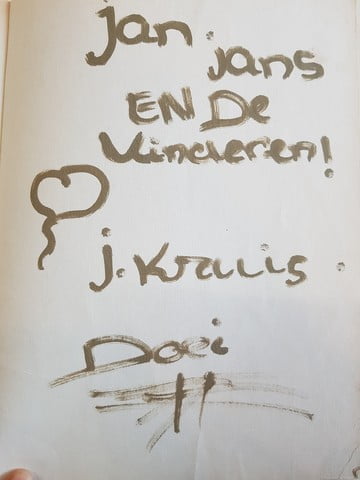 jan.
jans
EN De
Kinderen!
j. Kruis.
Doei